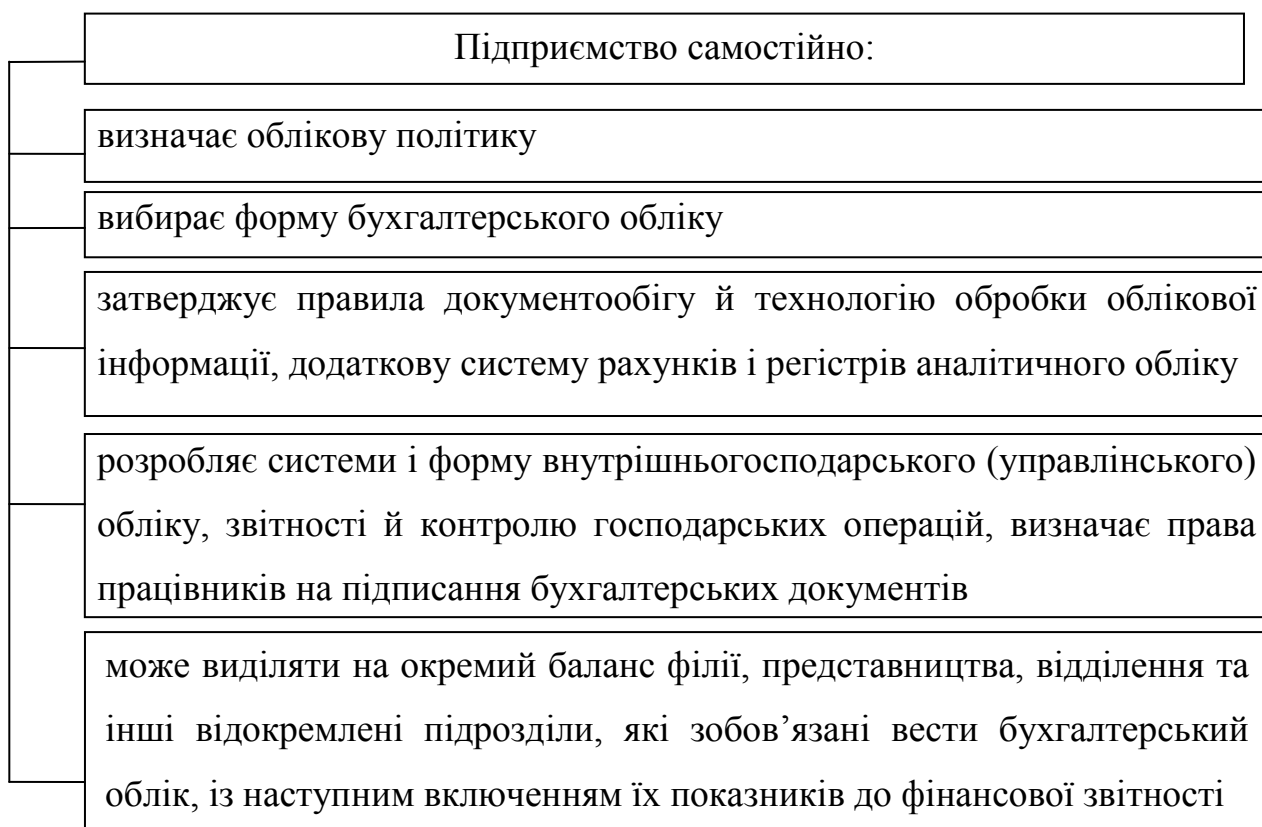 Підприємство самостійно:
визначає облікову політику
вибирає форму бухгалтерського обліку
затверджує правила документообігу й технологію обробки облікової
інформації, додаткову систему рахунків і регістрів аналітичного обліку
розробляє системи і форму внутрішньогосподарського (управлінського)
обліку, звітності й контролю господарських операцій, визначає права
працівників на підписання бухгалтерських документів
може виділяти на окремий баланс філії, представництва, відділення та
інші відокремлені підрозділи, які зобов’язані вести бухгалтерський
облік, із наступним включенням їх показників до фінансової звітності